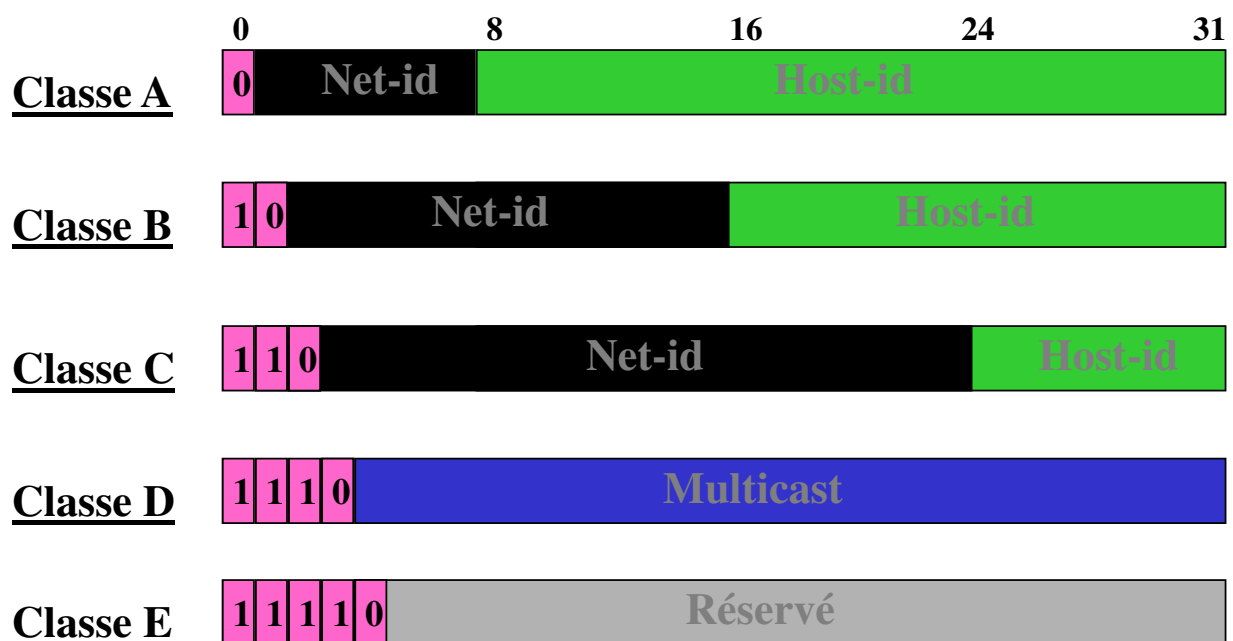 0 8 16 24 31
Classe A 0 Net-id Host-id
Classe B 1 0 Net-id Host-id
Classe C 1 1 0 Net-id Host-id
Classe D 1 1 1 0 Multicast
Classe E 1 1 1 1 0 Réservé